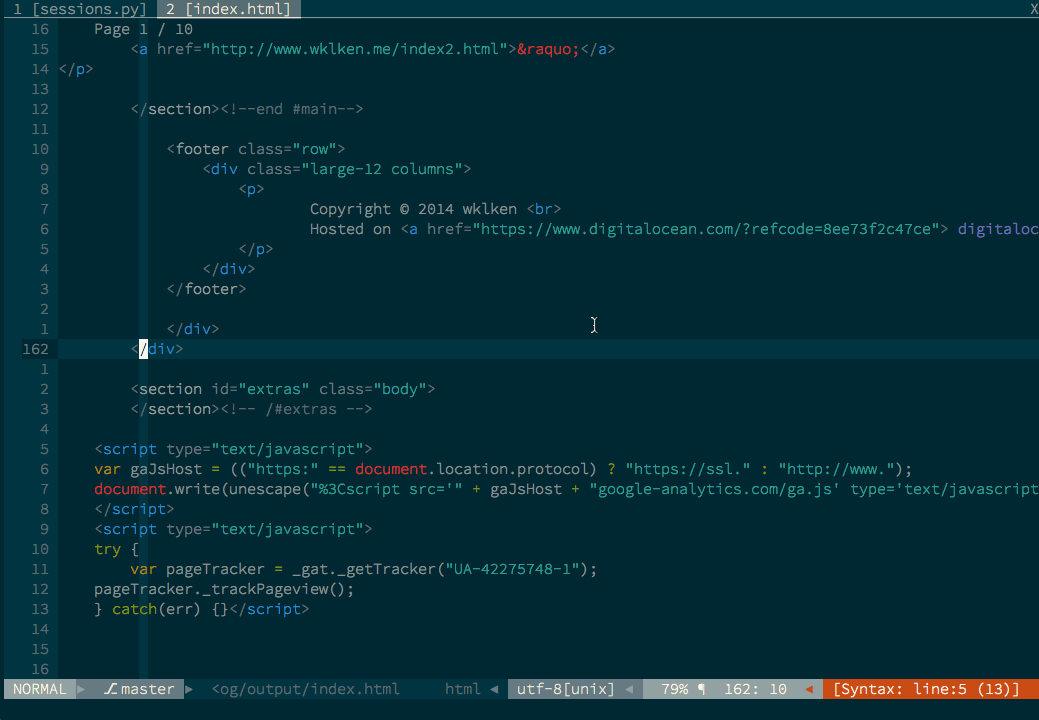 1 [sessions.py] 2 [index.html] X
16 Page 1 / 10
15 <a href="http://www.wklken.me/index2.html">&raquo;</a>
14 </p>
13
12 </section><!--end #main-->
11
10 <footer class="row">
9 <div class="large-12 columns">
8 <p>
7 Copyright © 2014 wklken <br>
6 Hosted on <a href="https://www.digitalocean.com/?refcode=8ee73f2c47ce"> digitaloc
5 </p>
4 </div>
3 </footer>
2
1 </div>
162 </div>
1
2 <section id="extras" class="body">
3 </section><!-- /#extras -->
4
5 <script type="text/javascript">
6 var gaJsHost = (("https:" == document.location.protocol) ? "https://ssl." : "http://www.");
7 document.write(unescape("%3Cscript src='" + gaJsHost + "google-analytics.com/ga.js' type='text/javascript
8 </script>
9 <script type="text/javascript">
10 try {
11 var pageTracker = _gat._getTracker("UA-42275748-1");
12 pageTracker._trackPageview();
13 } catch(err) {}</script>
14
15
16
NORMAL master <og/output/index.html html utf-8[unix] 79% ¶ 162: 10 [Syntax: line:5 (13)]